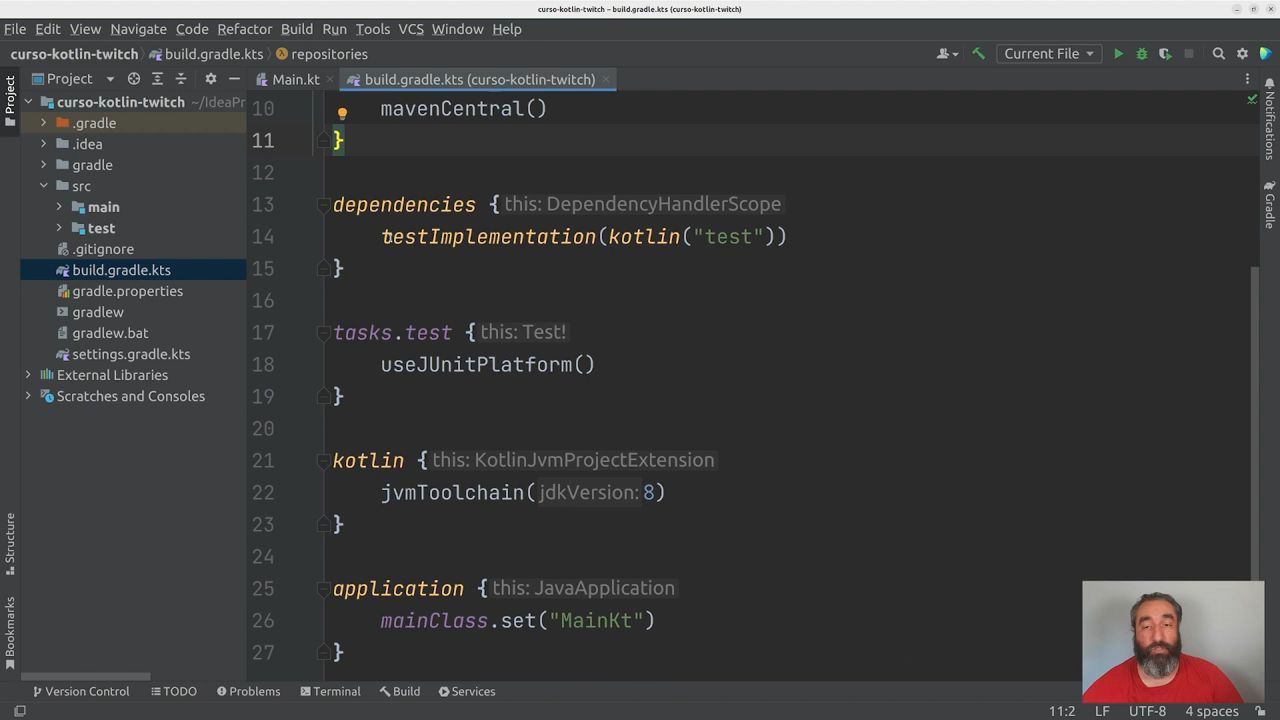 curso-kotlin-twitch – build.gradle.kts (curso-kotlin-twitch)
File Edit View Navigate Code Refactor Build Run Tools VCS Window Help
curso-kotlin-twitch build.gradle.kts repositories
Current File
Project
Main.kt
build.gradle.kts (curso-kotlin-twitch)
Project
Structure
Bookmarks
curso-kotlin-twitch ~/IdeaPr
.gradle
.idea
gradle
src
main
test
.gitignore
build.gradle.kts
gradle.properties
gradlew
gradlew.bat
settings.gradle.kts
External Libraries
Scratches and Consoles
10 mavenCentral()
11 }
12
13 dependencies { this: DependencyHandlerScope
14 testImplementation(kotlin("test"))
15 }
16
17 tasks.test { this: Test!
18 useJUnitPlatform()
19 }
20
21 kotlin { this: KotlinJvmProjectExtension
22 jvmToolchain( jdkVersion: 8)
23 }
24
25 application { this: JavaApplication
26 mainClass.set("MainKt")
27 }
Notifications
Gradle
Version Control TODO Problems Terminal Build Services
11:2 LF UTF-8 4 spaces